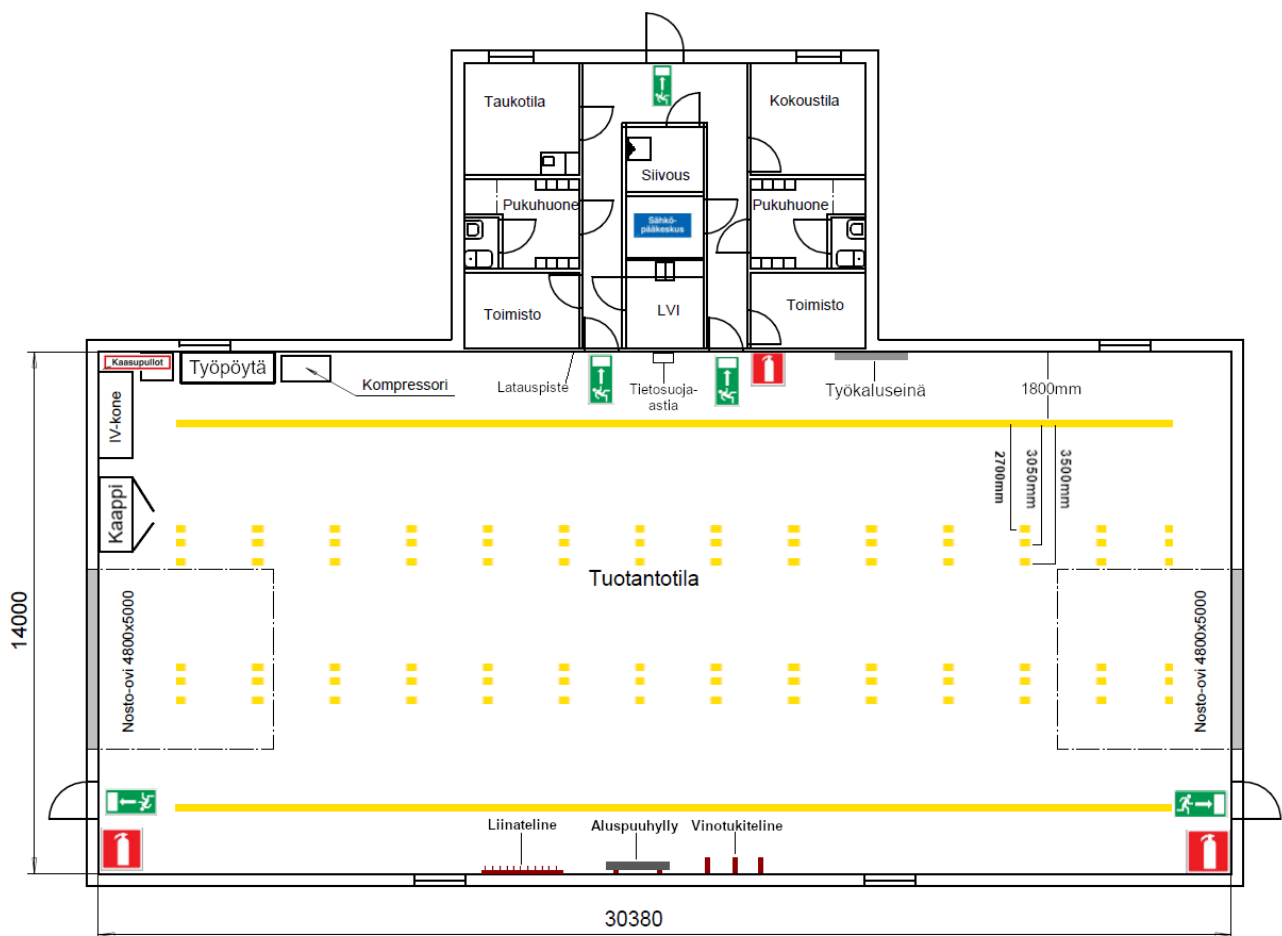 Taukotila
Kokoustila
Siivous
Pukuhuone
Sähkö-
pääkeskus
Pukuhuone
Toimisto
LVI
Toimisto
Kaasupullot
Työpöytä
Kompressori
Latauspiste
Tietosuoja-
astia
Työkaluseinä
1800mm
IV-kone
2700mm
3050mm
3500mm
Kaappi
Tuotantotila
14000
Nosto-ovi 4800x5000
Nosto-ovi 4800x5000
Liinateline
Aluspuuhylly
Vinotukiteline
30380